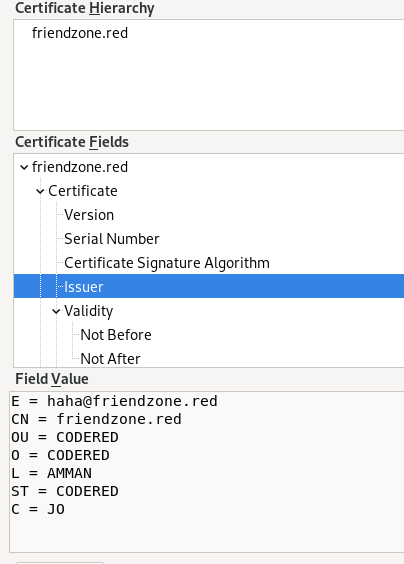 Certificate Hierarchy
friendzone.red
Certificate Fields
friendzone.red
Certificate
Version
Serial Number
Certificate Signature Algorithm
Issuer
Validity
Not Before
Not After
Field Value
E = haha@friendzone.red
CN = friendzone.red
OU = CODERED
O = CODERED
L = AMMAN
ST = CODERED
C = JO